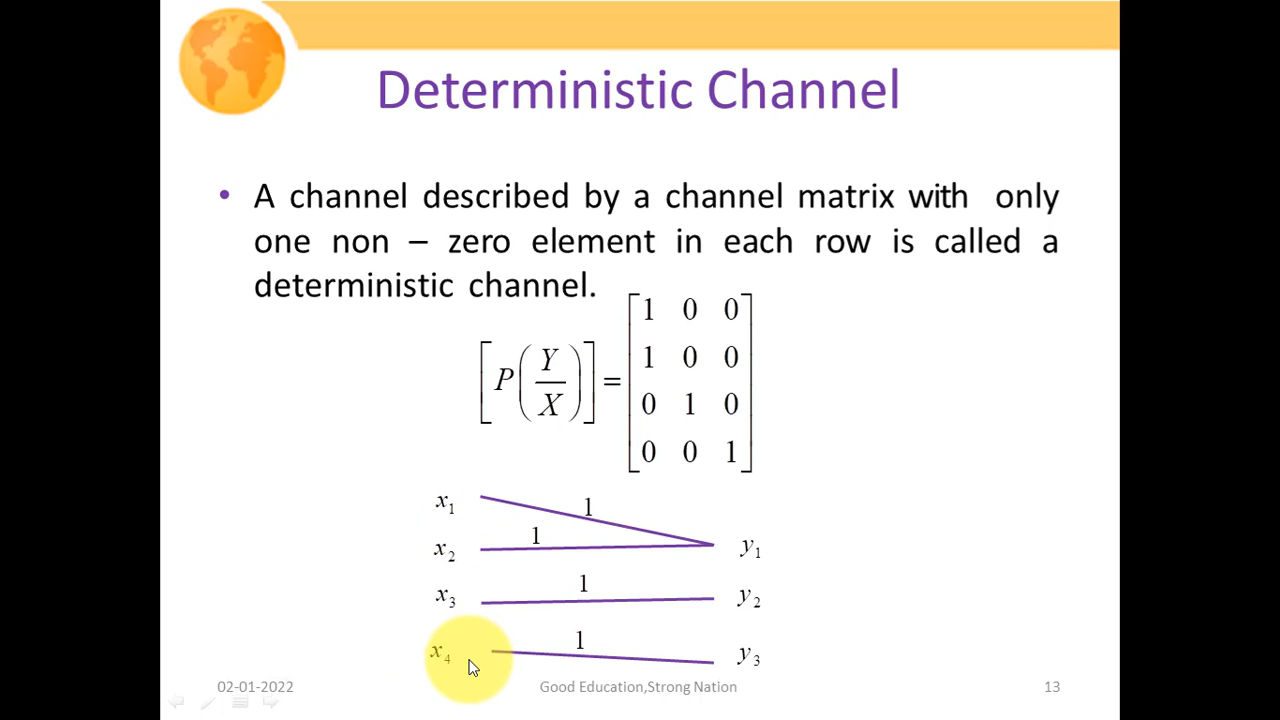 Deterministic Channel
• A channel described by a channel matrix with only
one non – zero element in each row is called a
deterministic channel.
[P(Y/X)] = [1 0 0
1 0 0
0 1 0
0 0 1]
x1 1
x2 1 y1
x3 1 y2
x4 1 y3
02-01-2022 Good Education,Strong Nation 13